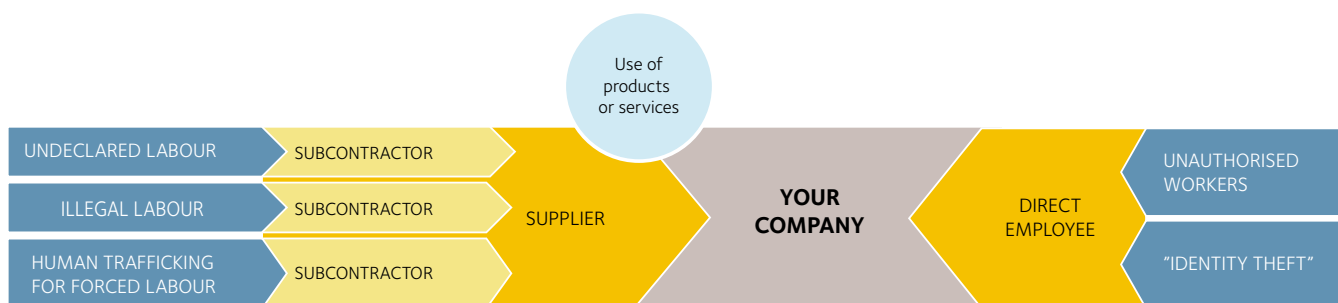 Use of
products
or services
UNDECLARED LABOUR
SUBCONTRACTOR
ILLEGAL LABOUR
SUBCONTRACTOR
HUMAN TRAFFICKING
FOR FORCED LABOUR
SUBCONTRACTOR
SUPPLIER
YOUR
COMPANY
DIRECT
EMPLOYEE
UNAUTHORISED
WORKERS
"IDENTITY THEFT"